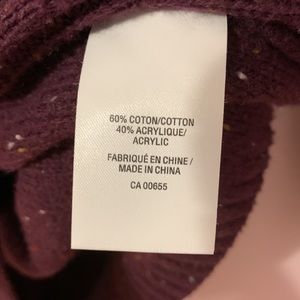 60% COTON/COTTON
40% ACRYLIQUE/
ACRYLIC
FABRIQUÉ EN CHINE /
MADE IN CHINA
CA 00655